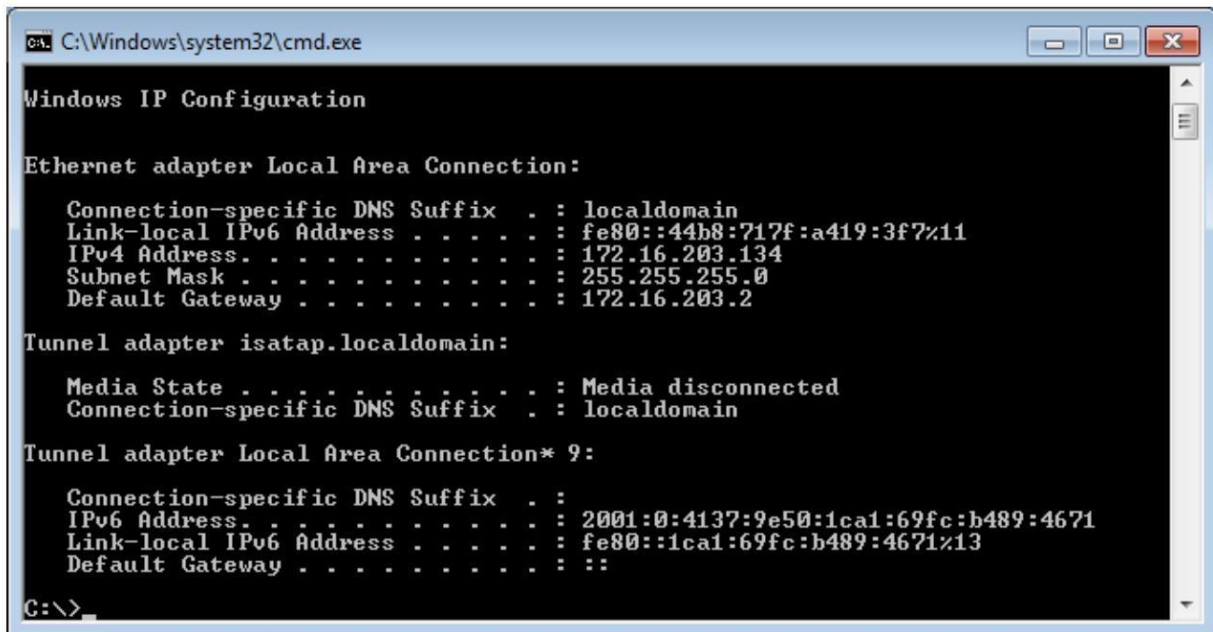 C:\Windows\system32\cmd.exe
Windows IP Configuration
Ethernet adapter Local Area Connection:
Connection-specific DNS Suffix . : localdomain
Link-local IPv6 Address . . . . . : fe80::44b8:717f:a419:3f7%11
IPv4 Address. . . . . . . . . . . : 172.16.203.134
Subnet Mask . . . . . . . . . . . : 255.255.255.0
Default Gateway . . . . . . . . . : 172.16.203.2
Tunnel adapter isatap.localdomain:
Media State . . . . . . . . . . . : Media disconnected
Connection-specific DNS Suffix . : localdomain
Tunnel adapter Local Area Connection* 9:
Connection-specific DNS Suffix . :
IPv6 Address. . . . . . . . . . . : 2001:0:4137:9e50:1ca1:69fc:b489:4671
Link-local IPv6 Address . . . . . : fe80::1ca1:69fc:b489:4671%13
Default Gateway . . . . . . . . . : ::
C:\>_